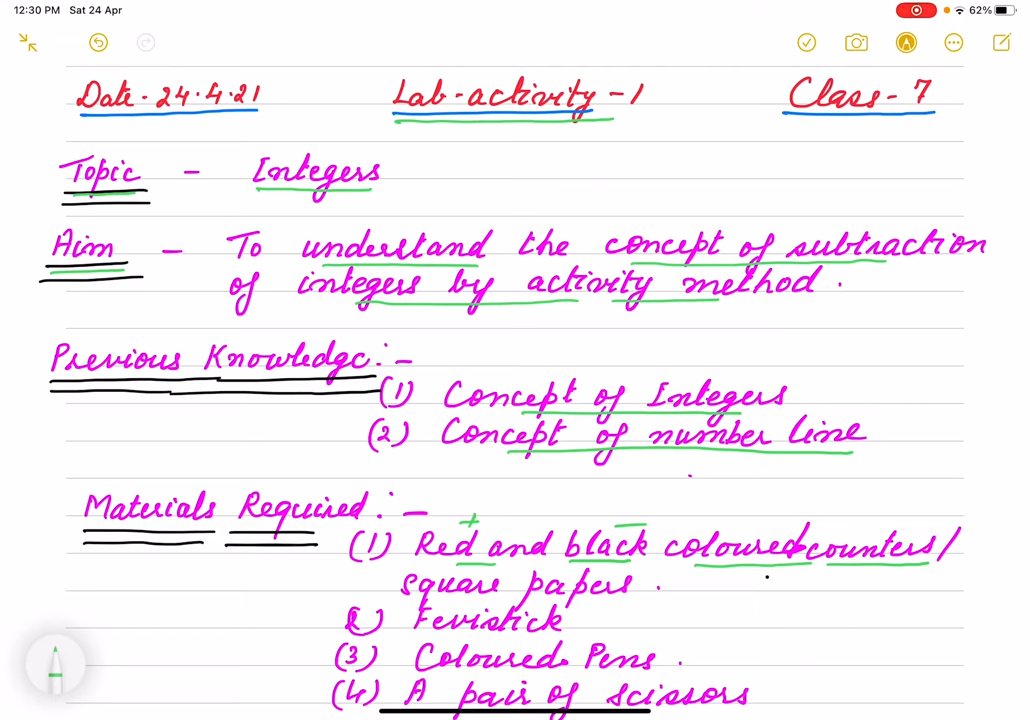 12:30 PM Sat 24 Apr
62%
Date - 24.4.21 Lab-activity-1 Class-7
Topic - Integers
Aim - To understand the concept of subtraction
of integers by activity method.
Previous Knowledge:-
(1) Concept of Integers
(2) Concept of number line
Materials Required:-
+ —
(1) Red and black coloured counters/
square papers.
2) Fevistick
(3) Coloured Pens.
(4) A pair of scissors